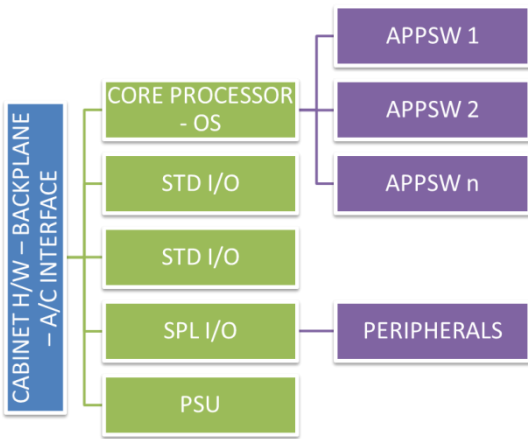 CABINET H/W – BACKPLANE
– A/C INTERFACE
CORE PROCESSOR
- OS
STD I/O
STD I/O
SPL I/O
PSU
APPSW 1
APPSW 2
APPSW n
PERIPHERALS